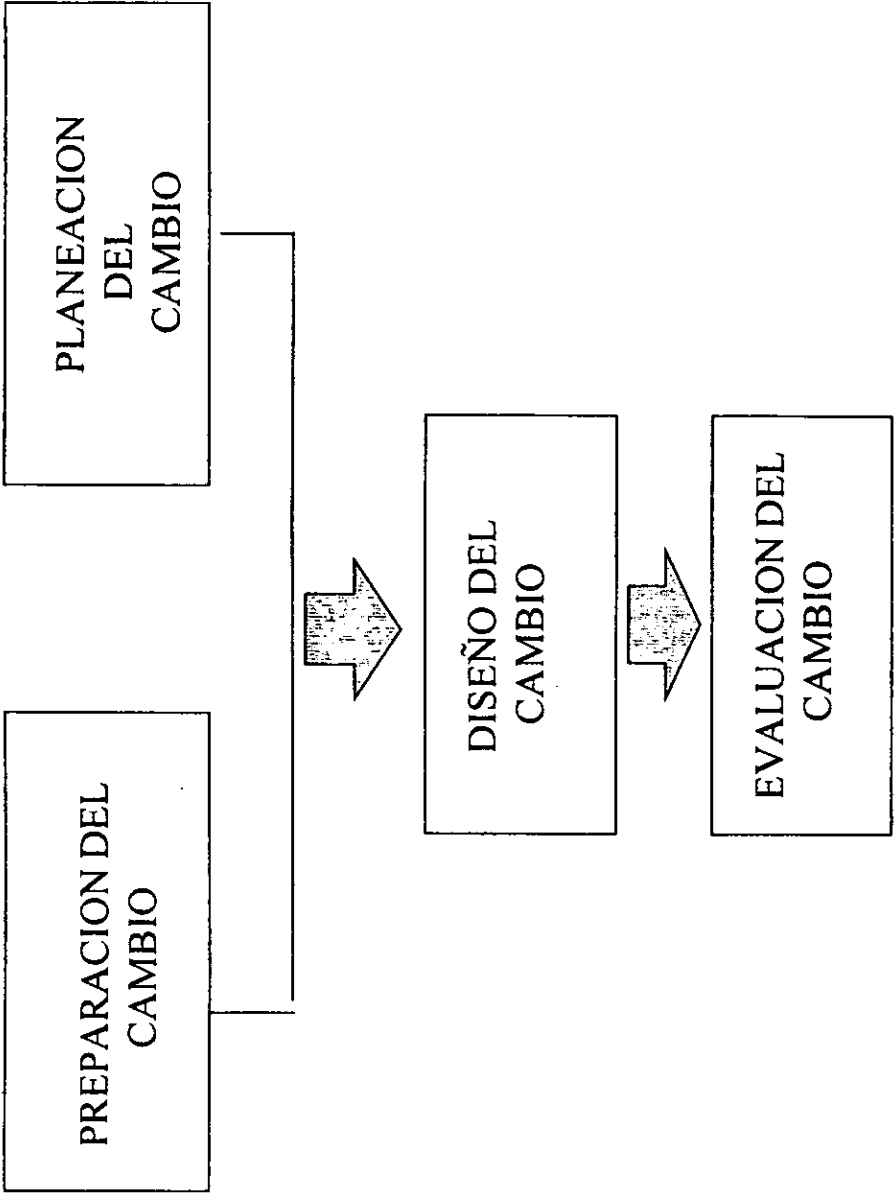 PREPARACION DEL
CAMBIO
PLANEACION
DEL
CAMBIO
DISEÑO DEL
CAMBIO
EVALUACION DEL
CAMBIO